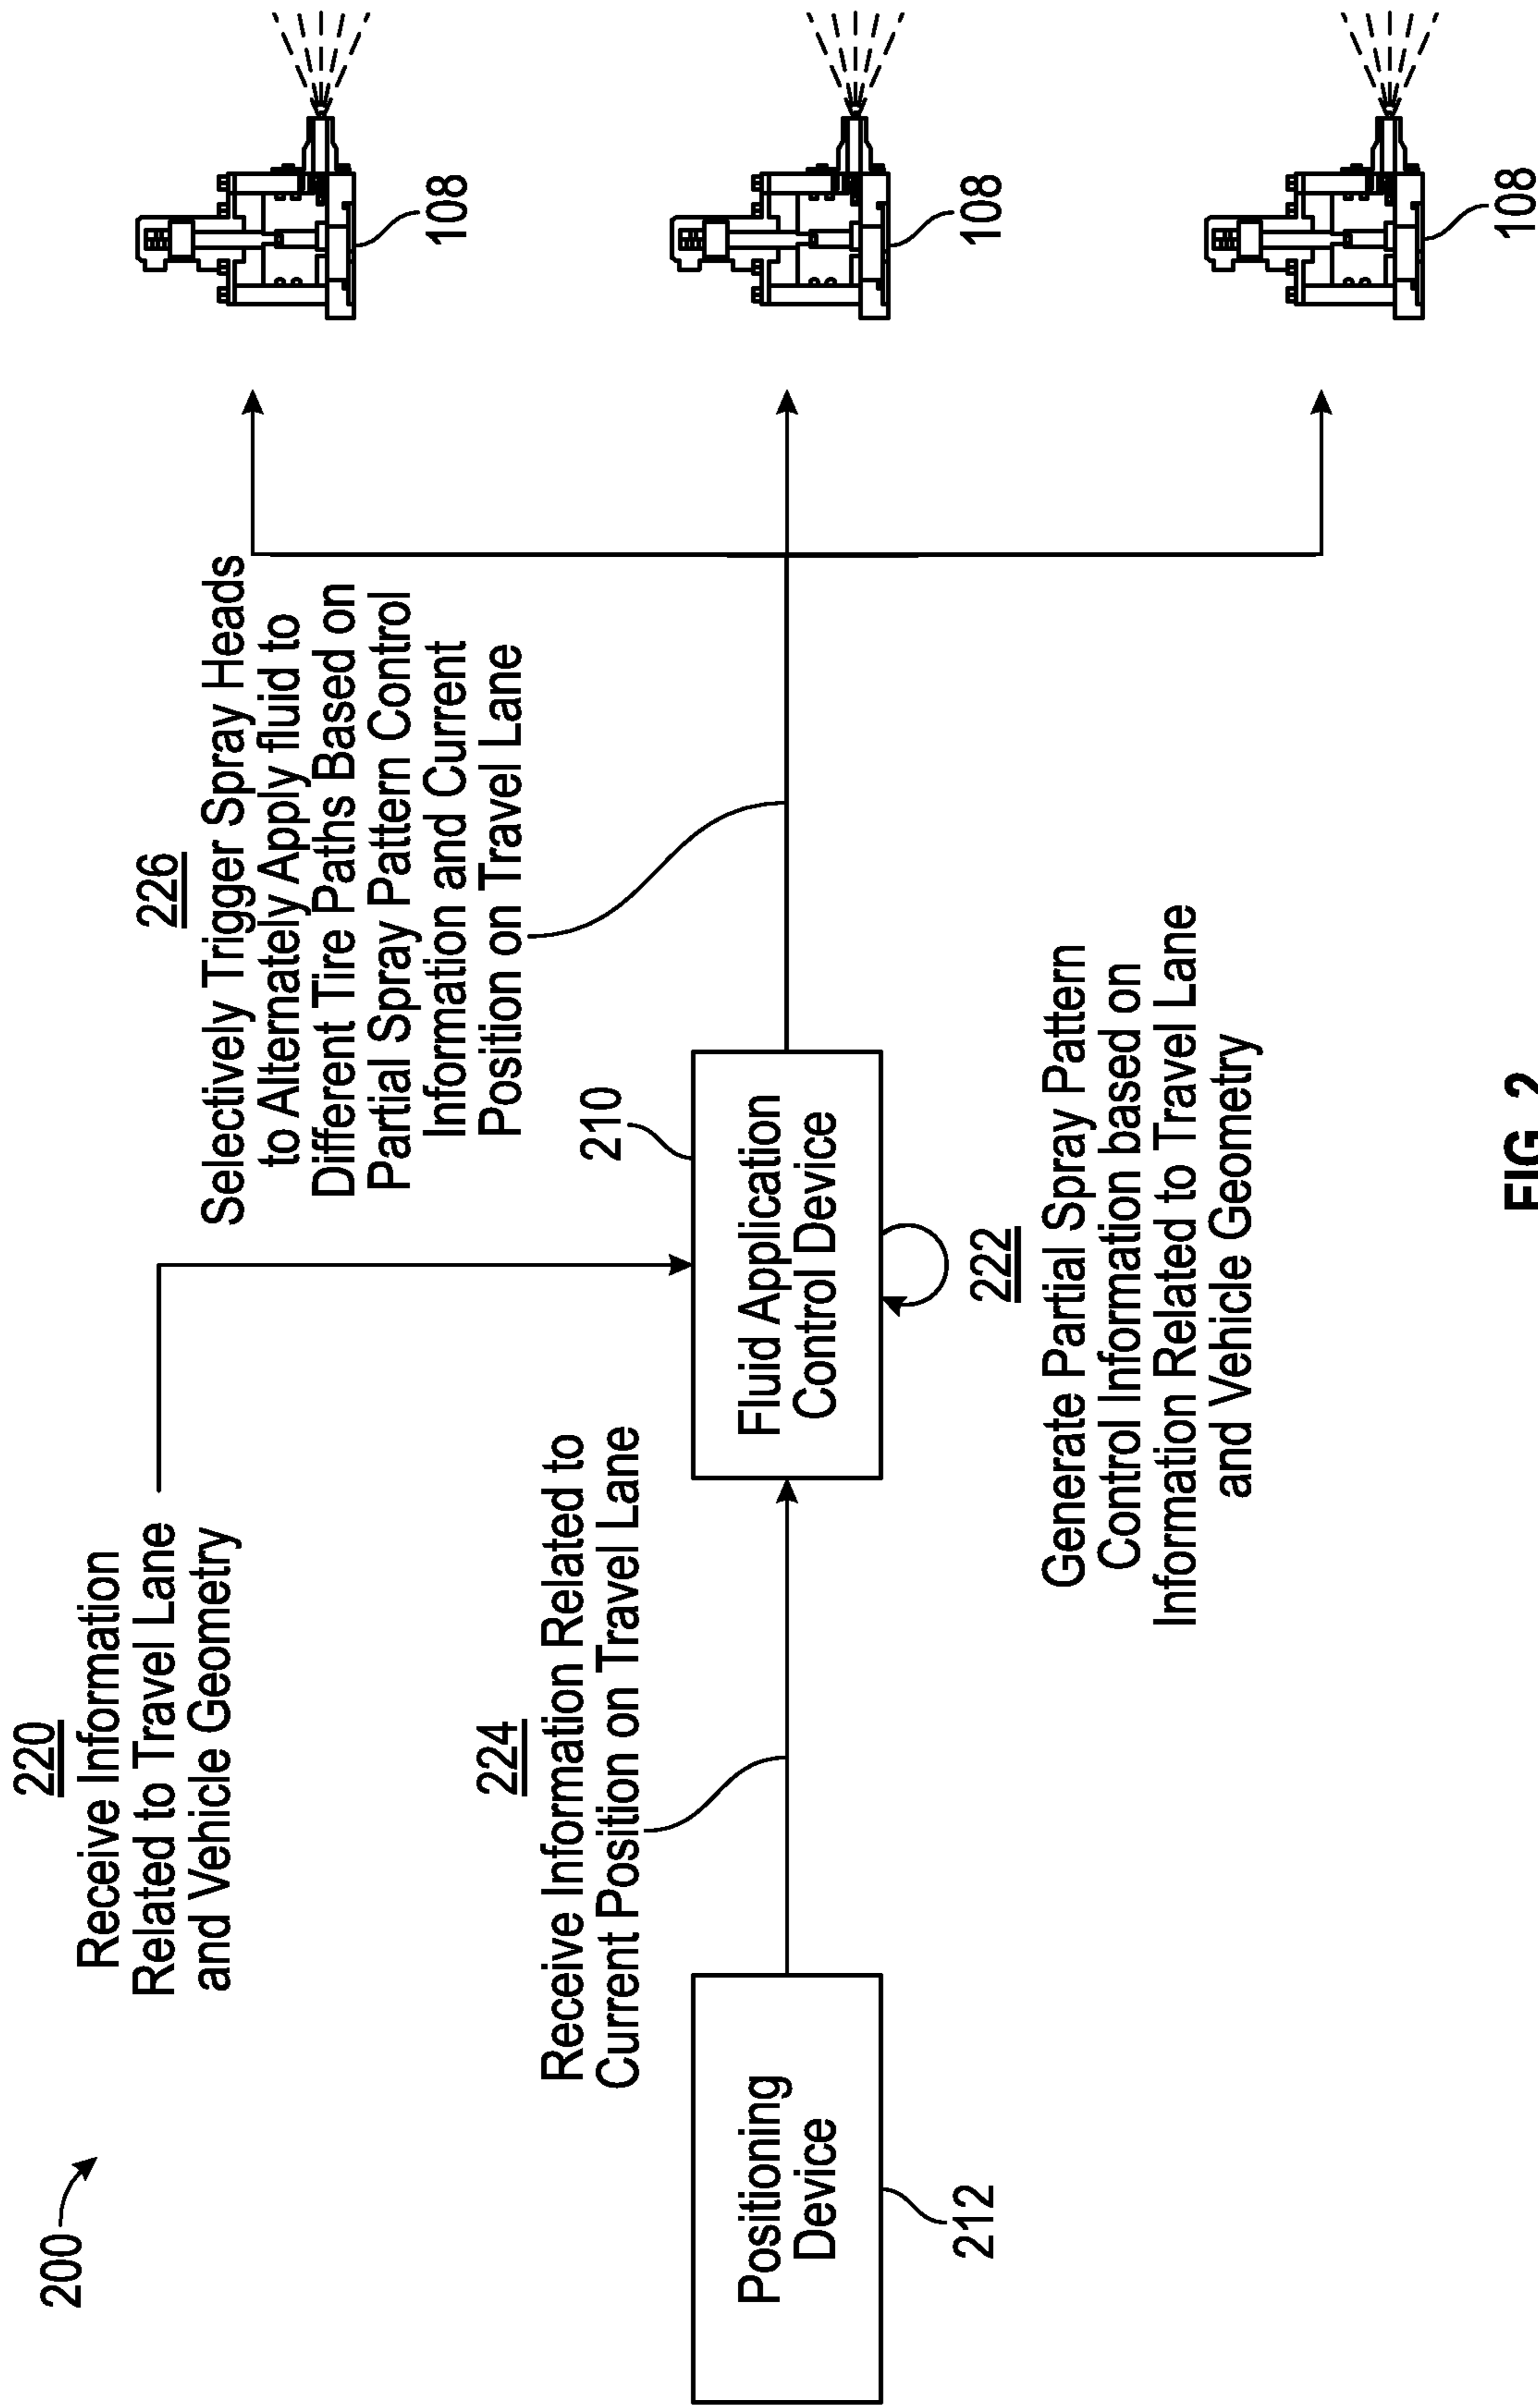 200
220
Receive Information
Related to Travel Lane
and Vehicle Geometry
226
Selectively Trigger Spray Heads
to Alternately Apply fluid to
Different Tire Paths Based on
Partial Spray Pattern Control
Information and Current
Position on Travel Lane
224
Receive Information Related to
Current Position on Travel Lane
210
Positioning
Device
212
Fluid Application
Control Device
222
Generate Partial Spray Pattern
Control Information based on
Information Related to Travel Lane
and Vehicle Geometry
108
108
108
FIG. 2